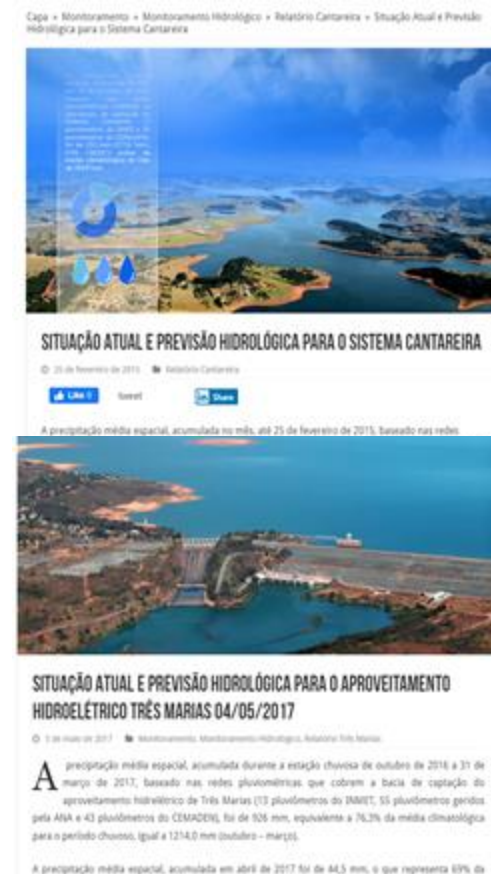 Capa » Monitoramento » Monitoramento Hidrológico » Relatório Cantareira » Situação Atual e Previsão
Hidrológica para o Sistema Cantareira
SITUAÇÃO ATUAL E PREVISÃO HIDROLÓGICA PARA O SISTEMA CANTAREIRA
25 de fevereiro de 2015 Relatório Cantareira
Like 0 tweet in Share
A precipitação média espacial, acumulada no mês, até 25 de fevereiro de 2015, baseado nas redes
SITUAÇÃO ATUAL E PREVISÃO HIDROLÓGICA PARA O APROVEITAMENTO
HIDROELÉTRICO TRÊS MARIAS 04/05/2017
5 de maio de 2017 Monitoramento, Monitoramento Hidrológico, Relatório Três Marias
A precipitação média espacial, acumulada durante a estação chuvosa de outubro de 2016 a 31 de
março de 2017, baseado nas redes pluviométricas que cobrem a bacia de captação do
aproveitamento hidrelétrico de Três Marias (13 pluviômetros do INMET, 55 pluviômetros geridos
pela ANA e 43 pluviômetros do CEMADEN), foi de 926 mm, equivalente a 76,3% da média climatológica
para o período chuvoso, igual a 1214,0 mm (outubro – março).
A precipitação média espacial, acumulada em abril de 2017 foi de 44,5 mm, o que representa 69% da